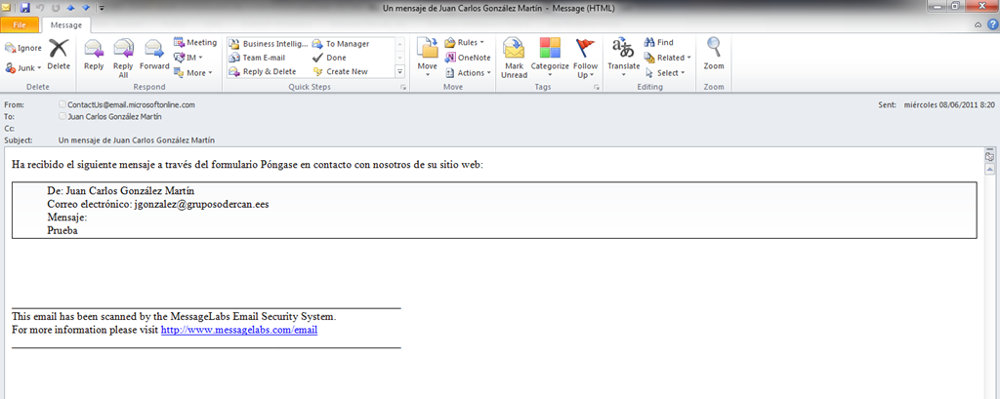 Un mensaje de Juan Carlos González Martín - Message (HTML)
File Message
Ignore
Junk
Delete
Delete
Reply
Reply All
Forward
Meeting
IM
More
Respond
Business Intellig...
Team E-mail
Reply & Delete
To Manager
Done
Create New
Quick Steps
Move
Rules
OneNote
Actions
Move
Mark Unread
Categorize
Follow Up
Tags
Translate
Find
Related
Select
Editing
Zoom
Zoom
From: ContactUs@email.microsoftonline.com
Sent: miércoles 08/06/2011 8:20
To: Juan Carlos González Martín
Cc:
Subject: Un mensaje de Juan Carlos González Martín
Ha recibido el siguiente mensaje a través del formulario Póngase en contacto con nosotros de su sitio web:
De: Juan Carlos González Martín
Correo electrónico: jgonzalez@gruposodercan.ees
Mensaje:
Prueba
This email has been scanned by the MessageLabs Email Security System.
For more information please visit http://www.messagelabs.com/email